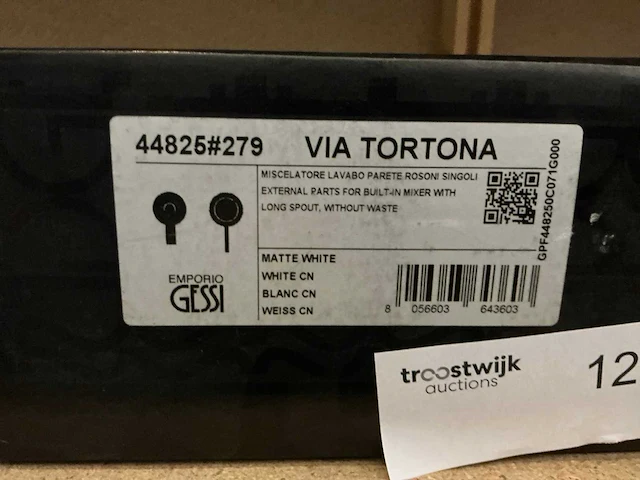 44825#279 VIA TORTONA
MISCELATORE LAVABO PARETE ROSONI SINGOLI
EXTERNAL PARTS FOR BUILT-IN MIXER WITH
LONG SPOUT, WITHOUT WASTE
GPF448250C071G000
EMPORIO
GESSI
MATTE WHITE
WHITE CN
BLANC CN
WEISS CN
8 056603 643603
troostwijk
auctions
12